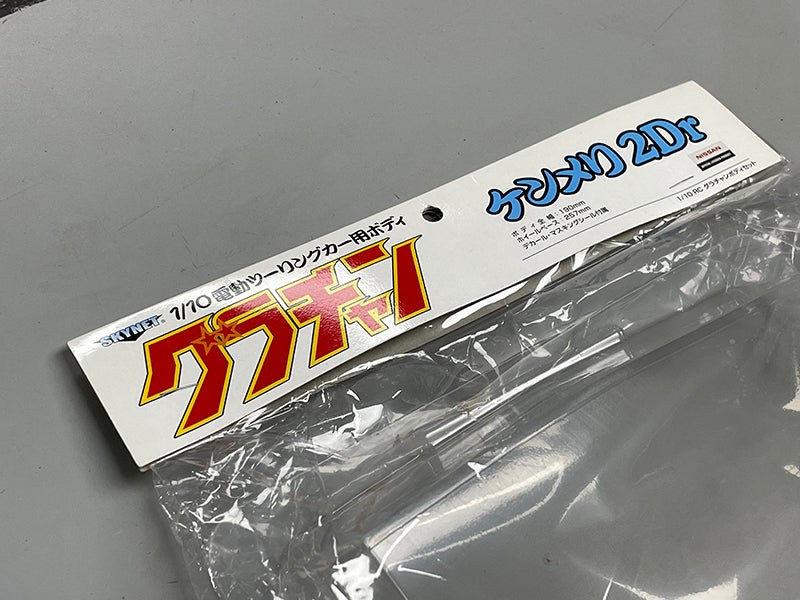 SKYNET®
1/10 電動ツーリングカー用ボディ
グラチャン
ケンメリ 2Dr
NISSAN
ボディ全幅：190mm
ホイールベース：257mm
デカール・マスキングシール付属
1/10 RC グラチャンボディセット